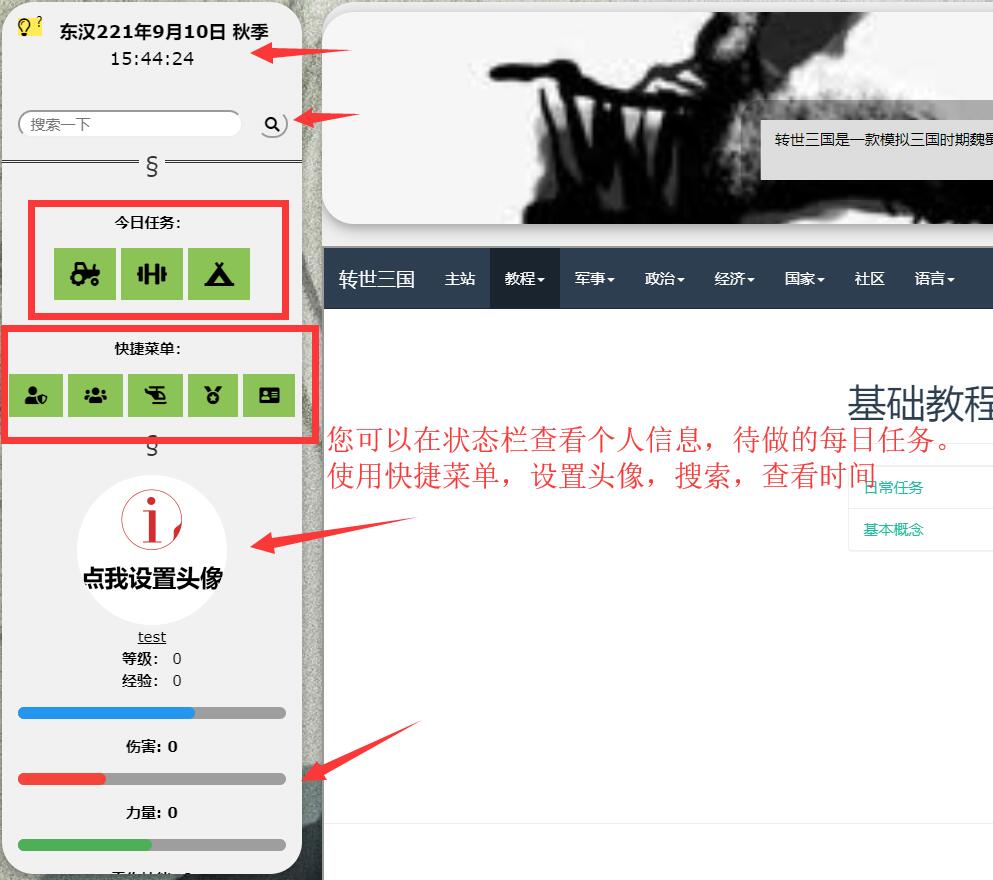 东汉221年9月10日 秋季
15:44:24
搜索一下
§
今日任务:
快捷菜单:
§
点我设置头像
test
等级: 0
经验: 0
伤害: 0
力量: 0
转世三国是一款模拟三国时期魏
转世三国 主站 教程 军事 政治 经济 国家 社区 语言
基础教程
您可以在状态栏查看个人信息，待做的每日任务。
使用快捷菜单，设置头像，搜索，查看时间
日常任务
基本概念